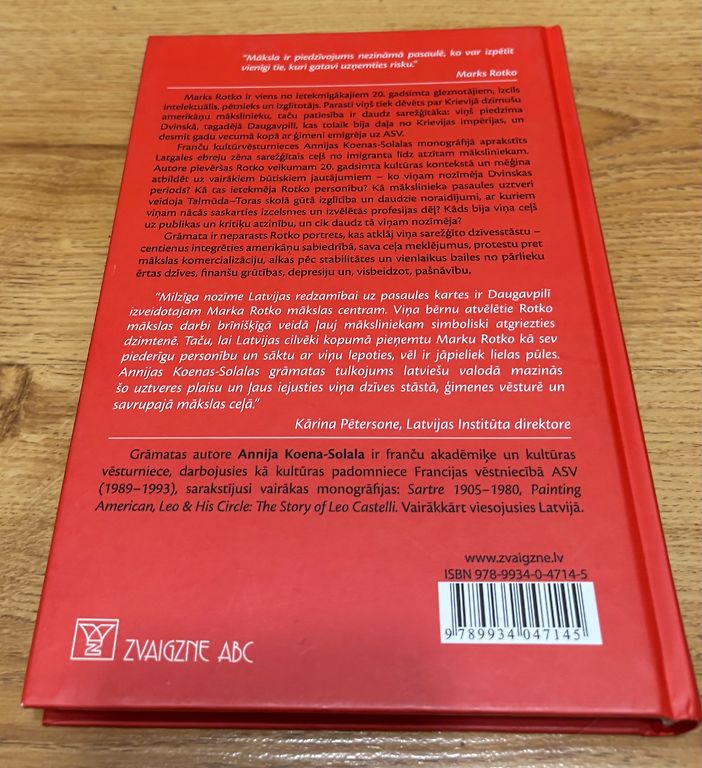 "Māksla ir piedzīvojums nezināmā pasaulē, ko var izpētīt
vienīgi tie, kuri gatavi uzņemties risku."
Marks Rotko
Marks Rotko ir viens no ietekmīgākajiem 20. gadsimta gleznotājiem, izcils
intelektuālis, pētnieks un izglītotājs. Parasti viņš tiek dēvēts par Krievijā dzimušu
amerikāņu mākslinieku, taču patiesība ir daudz sarežģītāka: viņš piedzima
Dvinskā, tagadējā Daugavpilī, kas tolaik bija daļa no Krievijas impērijas, un
desmit gadu vecumā kopā ar ģimeni emigrēja uz ASV.
Franču kultūrvēsturnieces Annijas Koenas-Solalas monogrāfijā aprakstīts
Latgales ebreju zēna sarežģītais ceļš no imigranta līdz atzītam māksliniekam.
Autore pievēršas Rotko veikumam 20. gadsimta kultūras kontekstā un mēģina
atbildēt uz vairākiem būtiskiem jautājumiem – ko viņam nozīmēja Dvinskas
periods? Kā tas ietekmēja Rotko personību? Kā mākslinieka pasaules uztveri
veidoja Talmūda–Toras skolā gūtā izglītība un daudzie noraidījumi, ar kuriem
viņam nācās saskarties izcelsmes un izvēlētās profesijas dēļ? Kāds bija viņa ceļš
uz publikas un kritiķu atzinību, un cik daudz tā viņam nozīmēja?
Grāmata ir neparasts Rotko portrets, kas atklāj viņa sarežģīto dzīvesstāstu –
centienus integrēties amerikāņu sabiedrībā, sava ceļa meklējumus, protestu pret
mākslas komercializāciju, alkas pēc stabilitātes un vienlaikus bailes no pārlieku
ērtas dzīves, finanšu grūtības, depresiju un, visbeidzot, pašnāvību.
"Milzīga nozīme Latvijas redzamībai uz pasaules kartes ir Daugavpilī
izveidotajam Marka Rotko mākslas centram. Viņa bērnu atvēlētie Rotko
mākslas darbi brīnišķīgā veidā ļauj māksliniekam simboliski atgriezties
dzimtenē. Taču, lai Latvijas cilvēki kopumā pieņemtu Marku Rotko kā sev
piederīgu personību un sāktu ar viņu lepoties, vēl ir jāpieliek lielas pūles.
Annijas Koenas-Solalas grāmatas tulkojums latviešu valodā mazinās
šo uztveres plaisu un ļaus iejusties viņa dzīves stāstā, ģimenes vēsturē un
savrupajā mākslas ceļā."
Kārina Pētersone, Latvijas Institūta direktore
Grāmatas autore Annija Koena-Solala ir franču akadēmiķe un kultūras
vēsturniece, darbojusies kā kultūras padomniece Francijas vēstniecībā ASV
(1989–1993), sarakstījusi vairākas monogrāfijas: Sartre 1905–1980, Painting
American, Leo & His Circle: The Story of Leo Castelli. Vairākkārt viesojusies Latvijā.
www.zvaigzne.lv
ISBN 978-9934-0-4714-5
9 789934 047145
ZVAIGZNE ABC